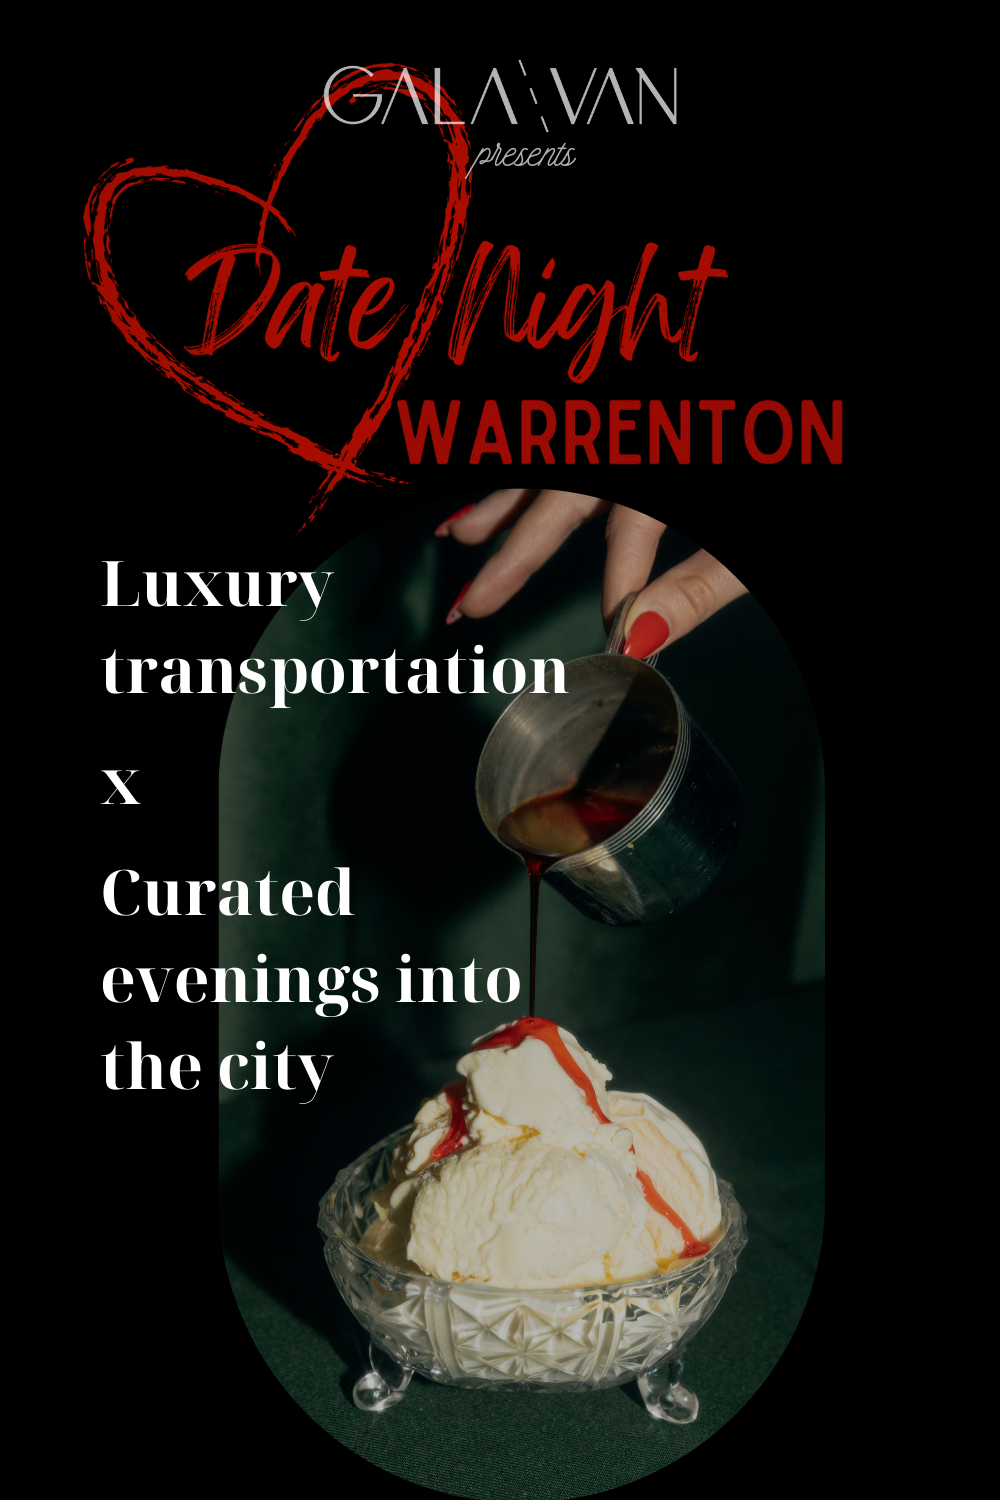 GALA VAN
presents
Date Night
WARRENTON
Luxury
transportation
x
Curated
evenings into
the city